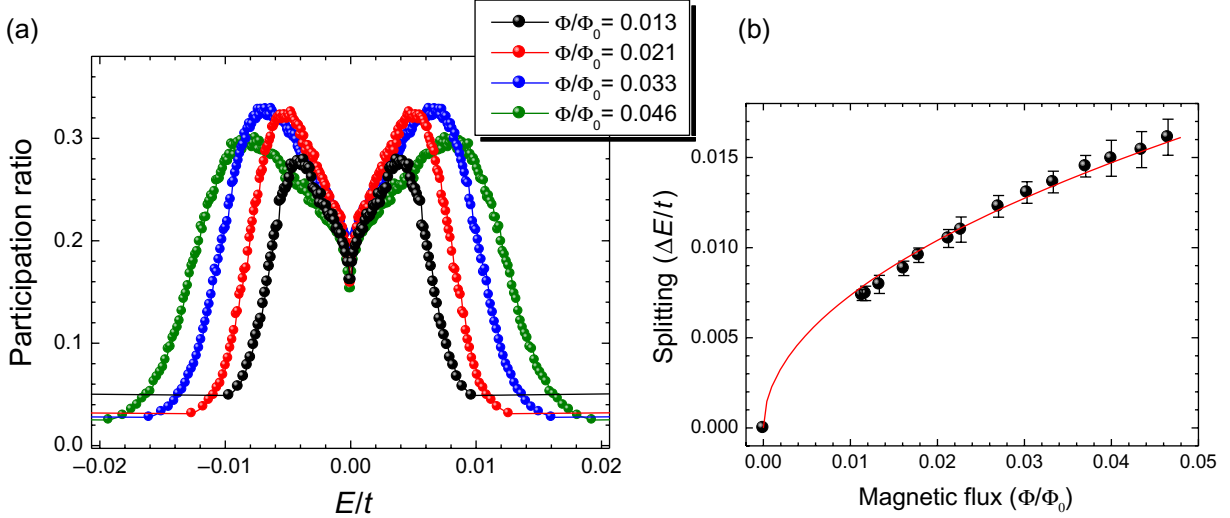 (a)
Φ/Φ₀ = 0.013
Φ/Φ₀ = 0.021
Φ/Φ₀ = 0.033
Φ/Φ₀ = 0.046
Participation ratio
0.3
0.2
0.1
0.0
−0.02 −0.01 0.00 0.01 0.02
E/t
(b)
Splitting (ΔE/t)
0.015
0.010
0.005
0.000
0.00 0.01 0.02 0.03 0.04 0.05
Magnetic flux (Φ/Φ₀)